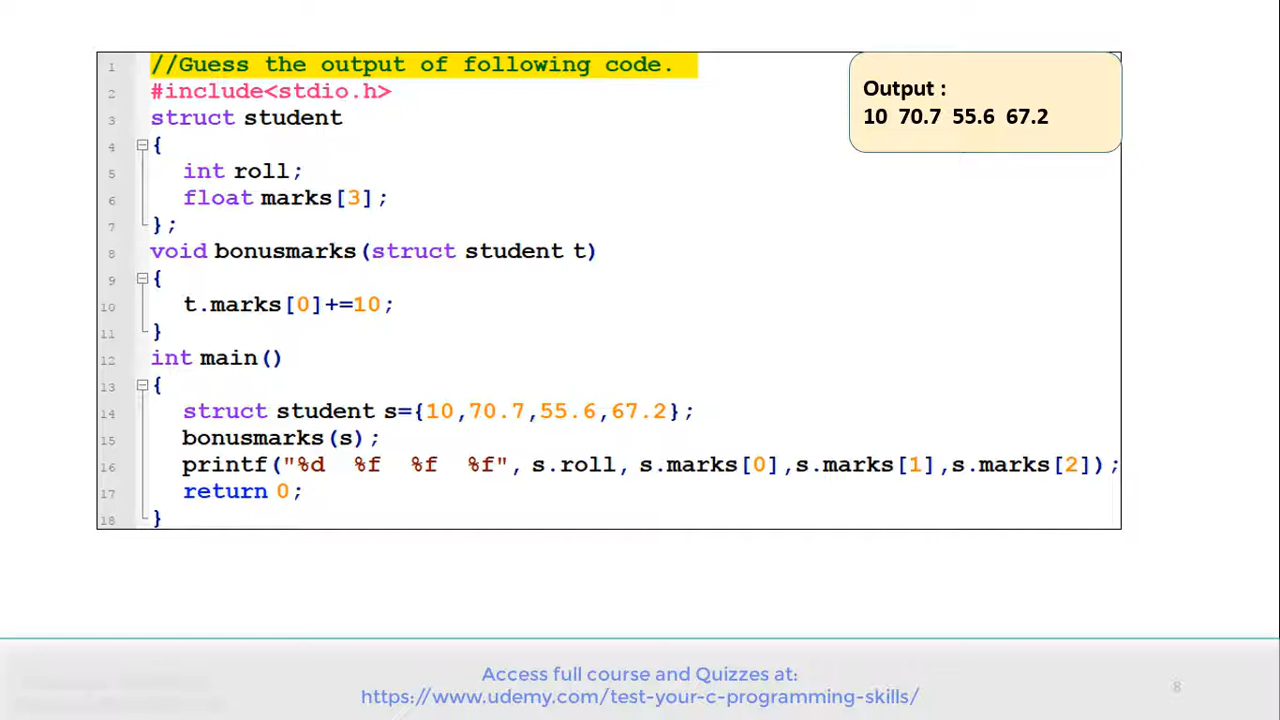 1 //Guess the output of following code.
2 #include<stdio.h>
3 struct student
4 {
5 int roll;
6 float marks[3];
7 };
8 void bonusmarks(struct student t)
9 {
10 t.marks[0]+=10;
11 }
12 int main()
13 {
14 struct student s={10,70.7,55.6,67.2};
15 bonusmarks(s);
16 printf("%d  %f  %f  %f", s.roll, s.marks[0],s.marks[1],s.marks[2]);
17 return 0;
18 }
Output :
10 70.7 55.6 67.2
Access full course and Quizzes at:
https://www.udemy.com/test-your-c-programming-skills/
8